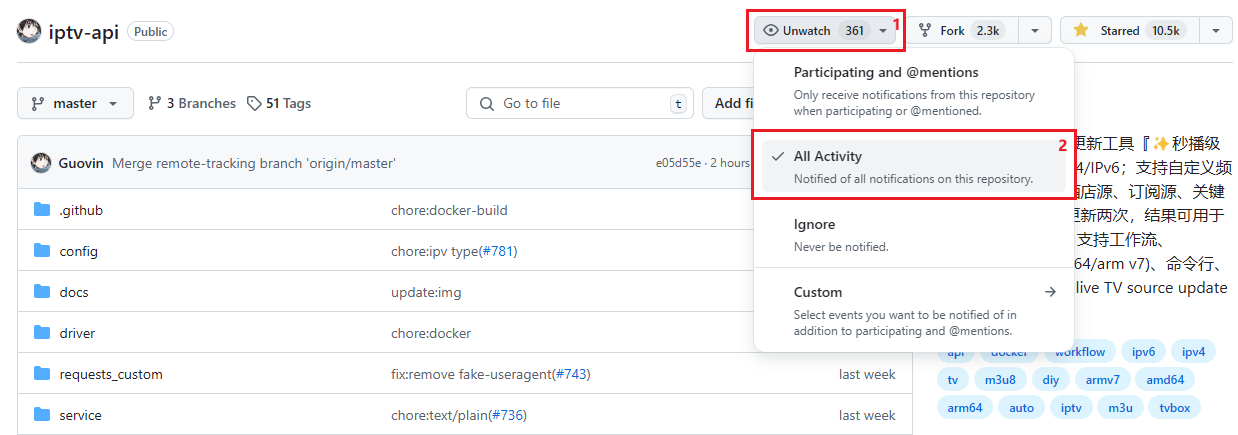 iptv-api Public
Unwatch 361 1
Fork 2.3k
Starred 10.5k
master
3 Branches
51 Tags
Go to file t
Add fi
Participating and @mentions
Only receive notifications from this repository
when participating or @mentioned.
2
All Activity
Notified of all notifications on this repository.
Ignore
Never be notified.
Custom
Select events you want to be notified of in
addition to participating and @mentions.
Guovin Merge remote-tracking branch 'origin/master' e05d55e · 2 hours
.github chore:docker-build
config chore:ipv type(#781)
docs update:img
driver chore:docker
requests_custom fix:remove fake-useragent(#743) last week
service chore:text/plain(#736) last week
更新工具『✨秒播级
4/IPv6；支持自定义频
酒店源、订阅源、关键
更新两次，结果可用于
支持工作流、
64/arm v7)、命令行、
live TV source update
api docker workflow ipv6 ipv4
tv m3u8 diy armv7 amd64
arm64 auto iptv m3u tvbox